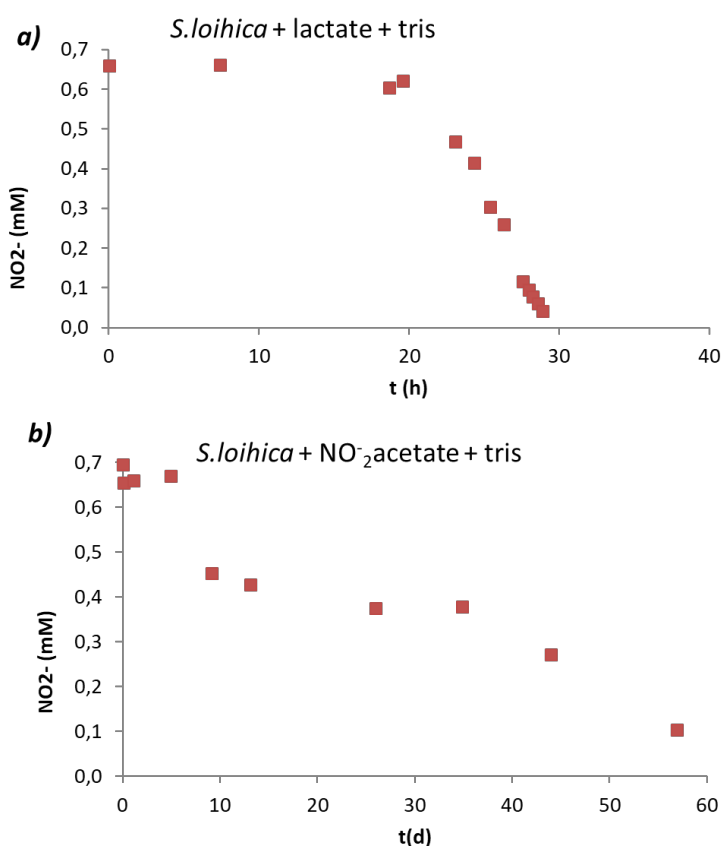 a)
S.loihica + lactate + tris
0,7
0,6
0,5
0,4
0,3
0,2
0,1
0,0
NO2- (mM)
0 10 20 30 40
t (h)
b)
S.loihica + NO⁻₂acetate + tris
0,7
0,6
0,5
0,4
0,3
0,2
0,1
0,0
NO2- (mM)
0 10 20 30 40 50 60
t(d)